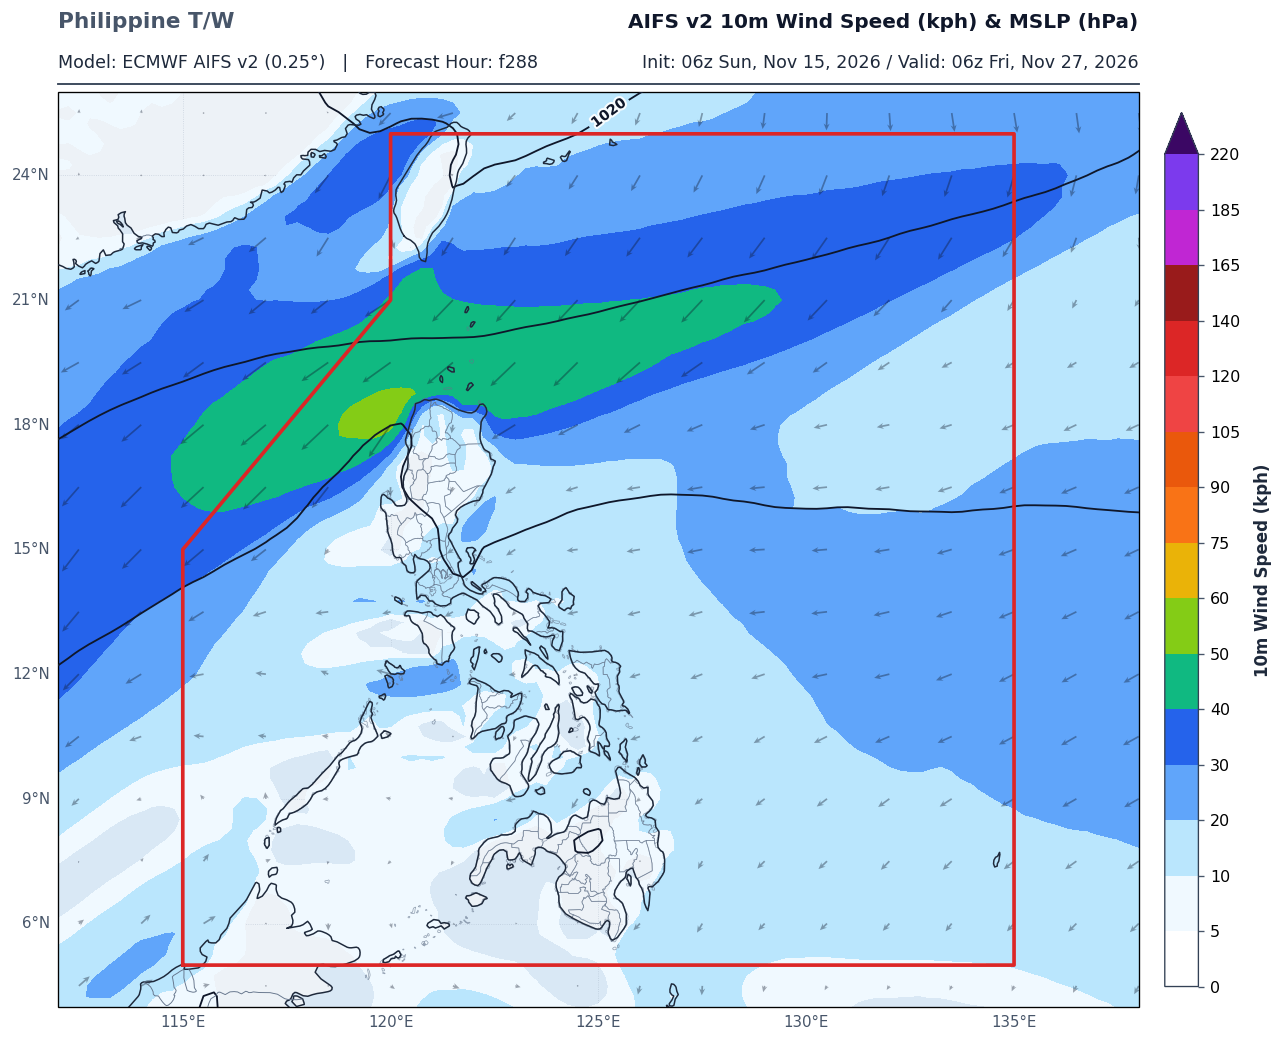 Philippine T/W
AIFS v2 10m Wind Speed (kph) & MSLP (hPa)
Model: ECMWF AIFS v2 (0.25°) | Forecast Hour: f288
Init: 06z Sun, Nov 15, 2026 / Valid: 06z Fri, Nov 27, 2026
1020
24°N
21°N
18°N
15°N
12°N
9°N
6°N
115°E
120°E
125°E
130°E
135°E
220
185
165
140
120
105
90
75
60
50
40
30
20
10
5
0
10m Wind Speed (kph)